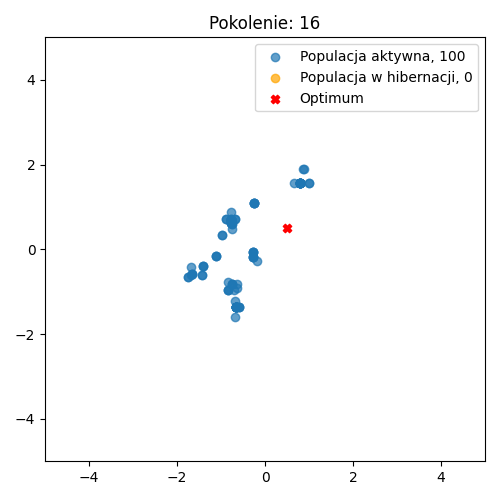 Pokolenie: 16
Populacja aktywna, 100
Populacja w hibernacji, 0
Optimum
4
2
0
−2
−4
−4 −2 0 2 4